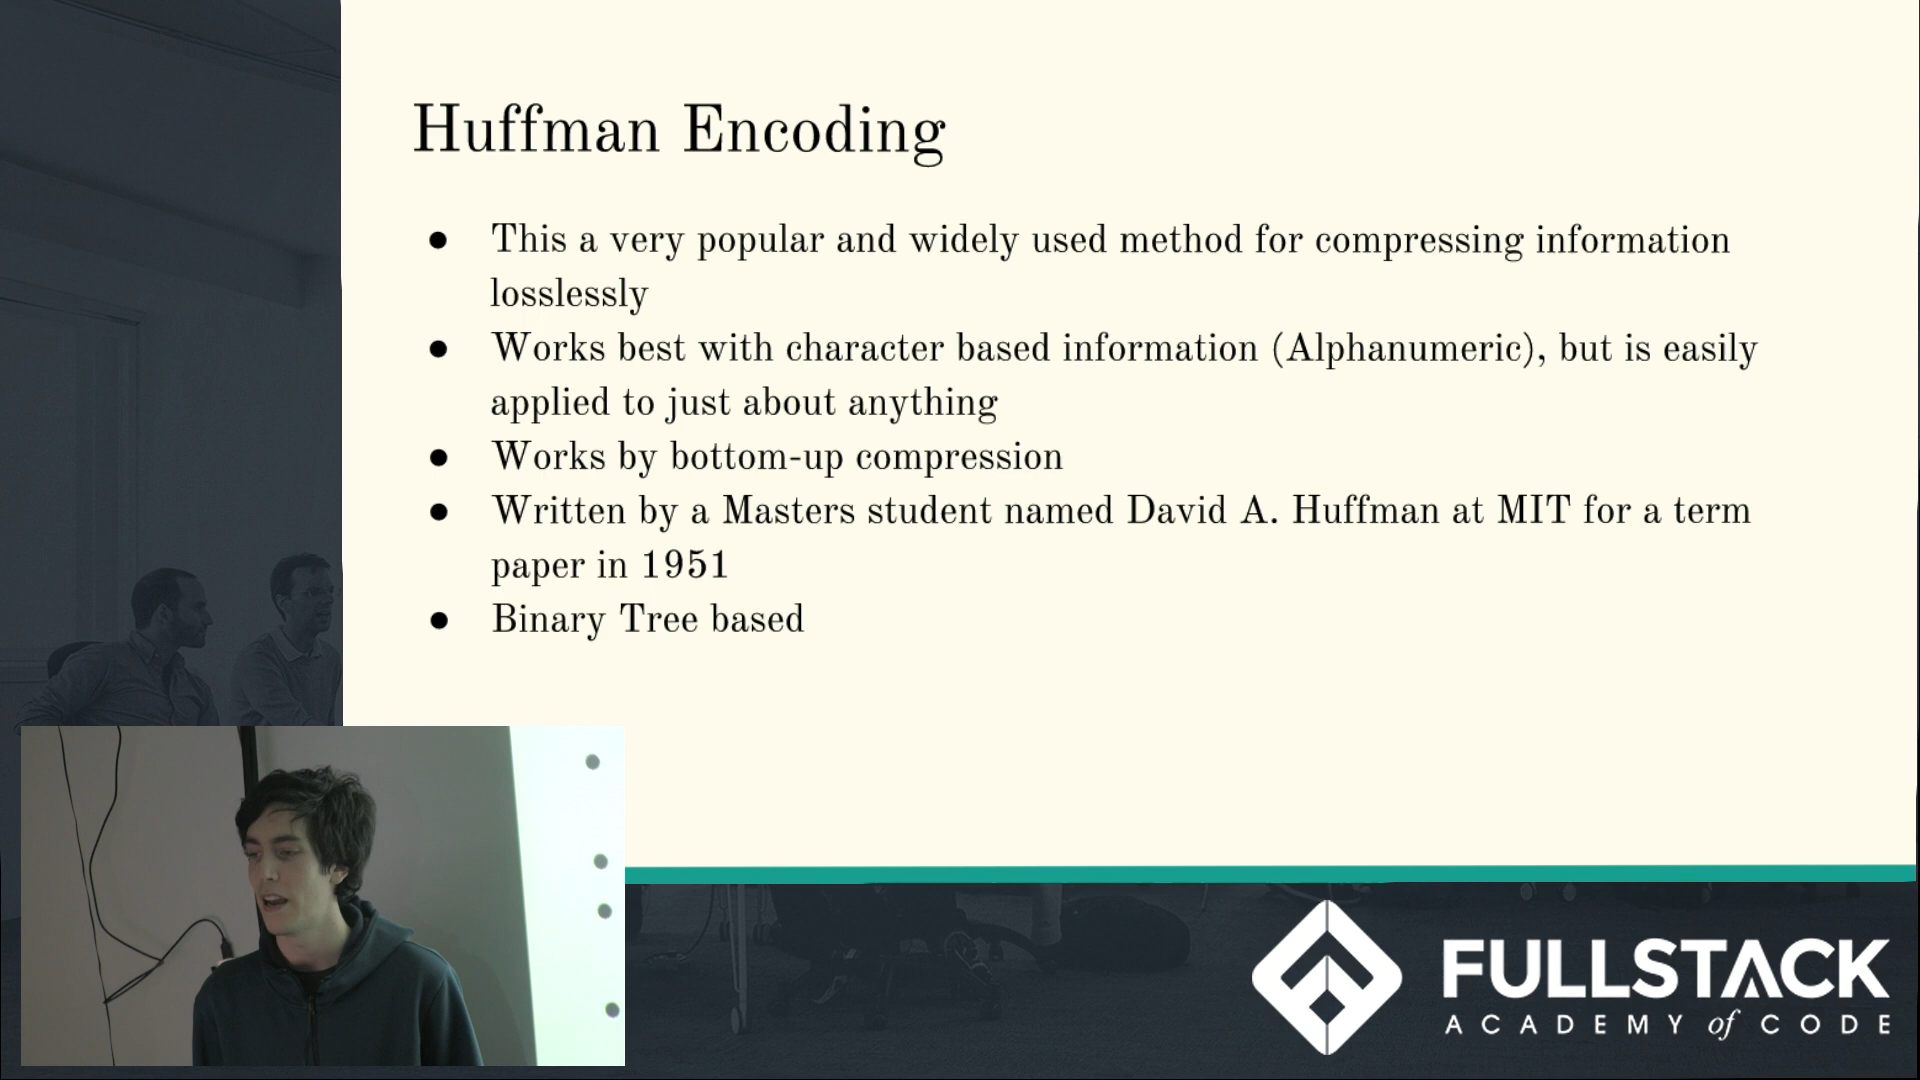 Huffman Encoding
● This a very popular and widely used method for compressing information
losslessly
● Works best with character based information (Alphanumeric), but is easily
applied to just about anything
● Works by bottom-up compression
● Written by a Masters student named David A. Huffman at MIT for a term
paper in 1951
● Binary Tree based
FULLSTACK
ACADEMY of CODE